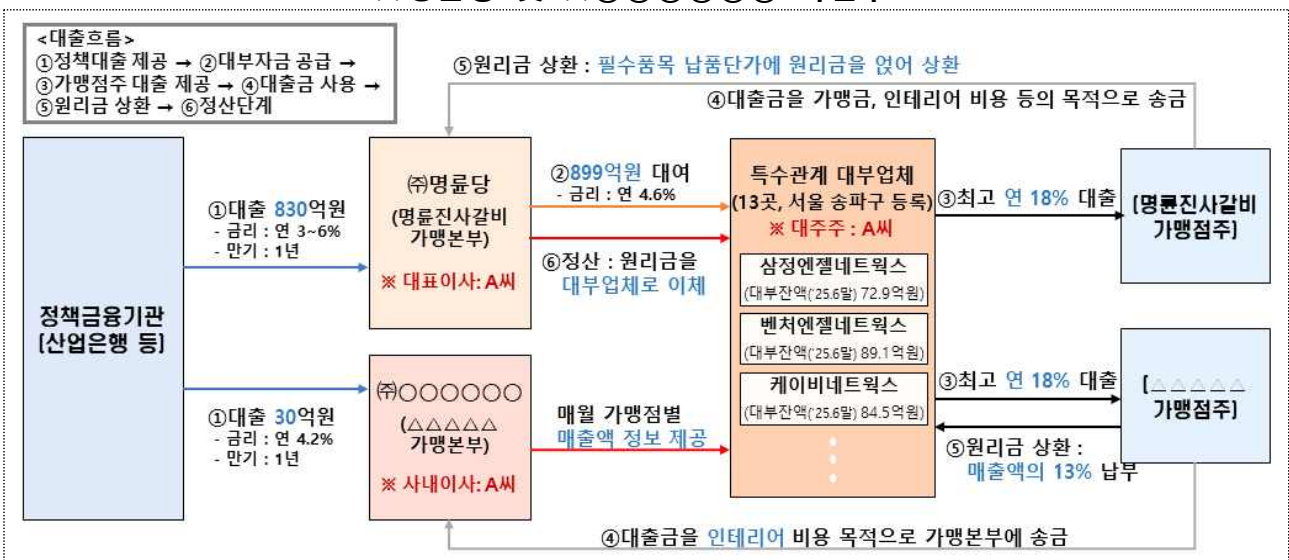 <대출흐름>
①정책대출 제공 → ②대부자금 공급 →
③가맹점주 대출 제공 → ④대출금 사용 →
⑤원리금 상환 → ⑥정산단계
⑤원리금 상환 : 필수품목 납품단가에 원리금을 얹어 상환
④대출금을 가맹금, 인테리어 비용 등의 목적으로 송금
정책금융기관
(산업은행 등)
①대출 830억원
- 금리 : 연 3~6%
- 만기 : 1년
㈜명륜당
(명륜진사갈비
가맹본부)
※ 대표이사: A씨
②899억원 대여
- 금리 : 연 4.6%
⑥정산 : 원리금을
대부업체로 이체
특수관계 대부업체
(13곳, 서울 송파구 등록)
※ 대주주 : A씨
삼정엔젤네트웍스
(대부잔액('25.6말) 72.9억원)
벤처엔젤네트웍스
(대부잔액('25.6말) 89.1억원)
케이비네트웍스
(대부잔액('25.6말) 84.5억원)
③최고 연 18% 대출
(명륜진사갈비
가맹점주)
①대출 30억원
- 금리 : 연 4.2%
- 만기 : 1년
㈜○○○○○○
(△△△△△
가맹본부)
※ 사내이사: A씨
매월 가맹점별
매출액 정보 제공
③최고 연 18% 대출
⑤원리금 상환 :
매출액의 13% 납부
(△△△△△
가맹점주)
④대출금을 인테리어 비용 목적으로 가맹본부에 송금